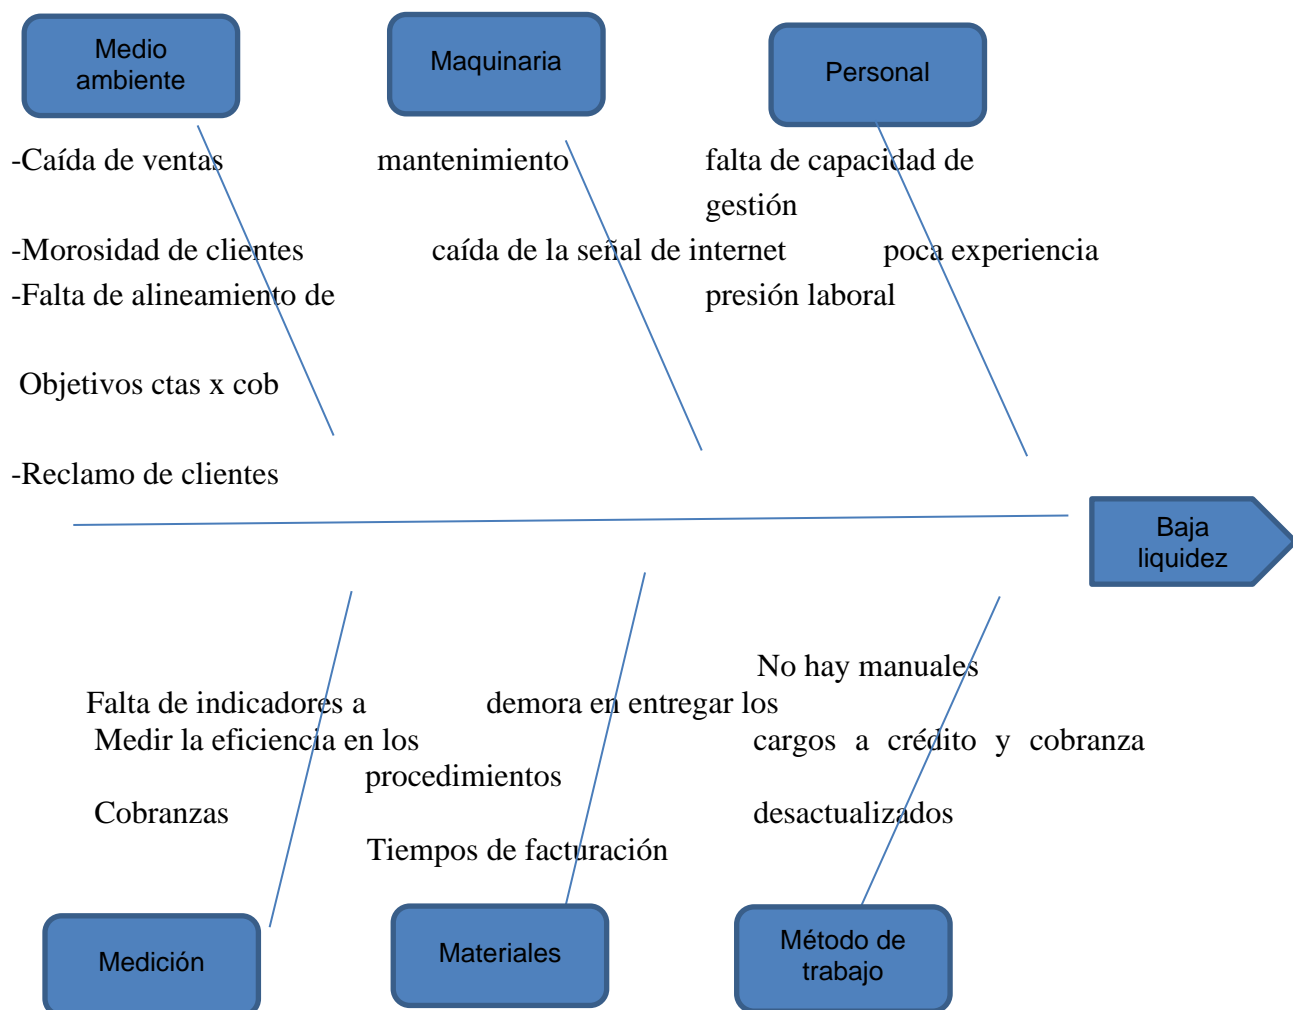 Medio
ambiente
Maquinaria
Personal
-Caída de ventas
mantenimiento
falta de capacidad de
gestión
-Morosidad de clientes
caída de la señal de internet
poca experiencia
-Falta de alineamiento de
presión laboral
Objetivos ctas x cob
-Reclamo de clientes
Baja
liquidez
No hay manuales
Falta de indicadores a
demora en entregar los
Medir la eficiencia en los
cargos a crédito y cobranza
procedimientos
Cobranzas
desactualizados
Tiempos de facturación
Medición
Materiales
Método de
trabajo